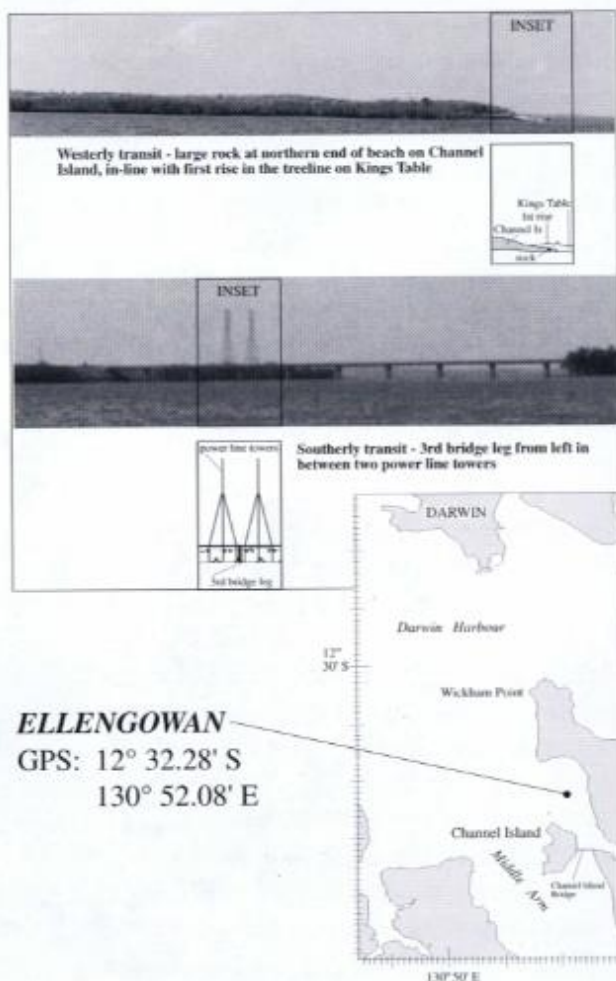 INSET
Westerly transit - large rock at northern end of beach on Channel
Island, in-line with first rise in the treeline on Kings Table
Kings Table
1st rise
Channel Is
rock
INSET
power line towers
3rd bridge leg
Southerly transit - 3rd bridge leg from left in
between two power line towers
DARWIN
Darwin Harbour
12°
30' S
Wickham Point
ELLENGOWAN
GPS: 12° 32.28' S
130° 52.08' E
Channel Island
Middle Arm
Channel Island
Bridge
130° 50' E